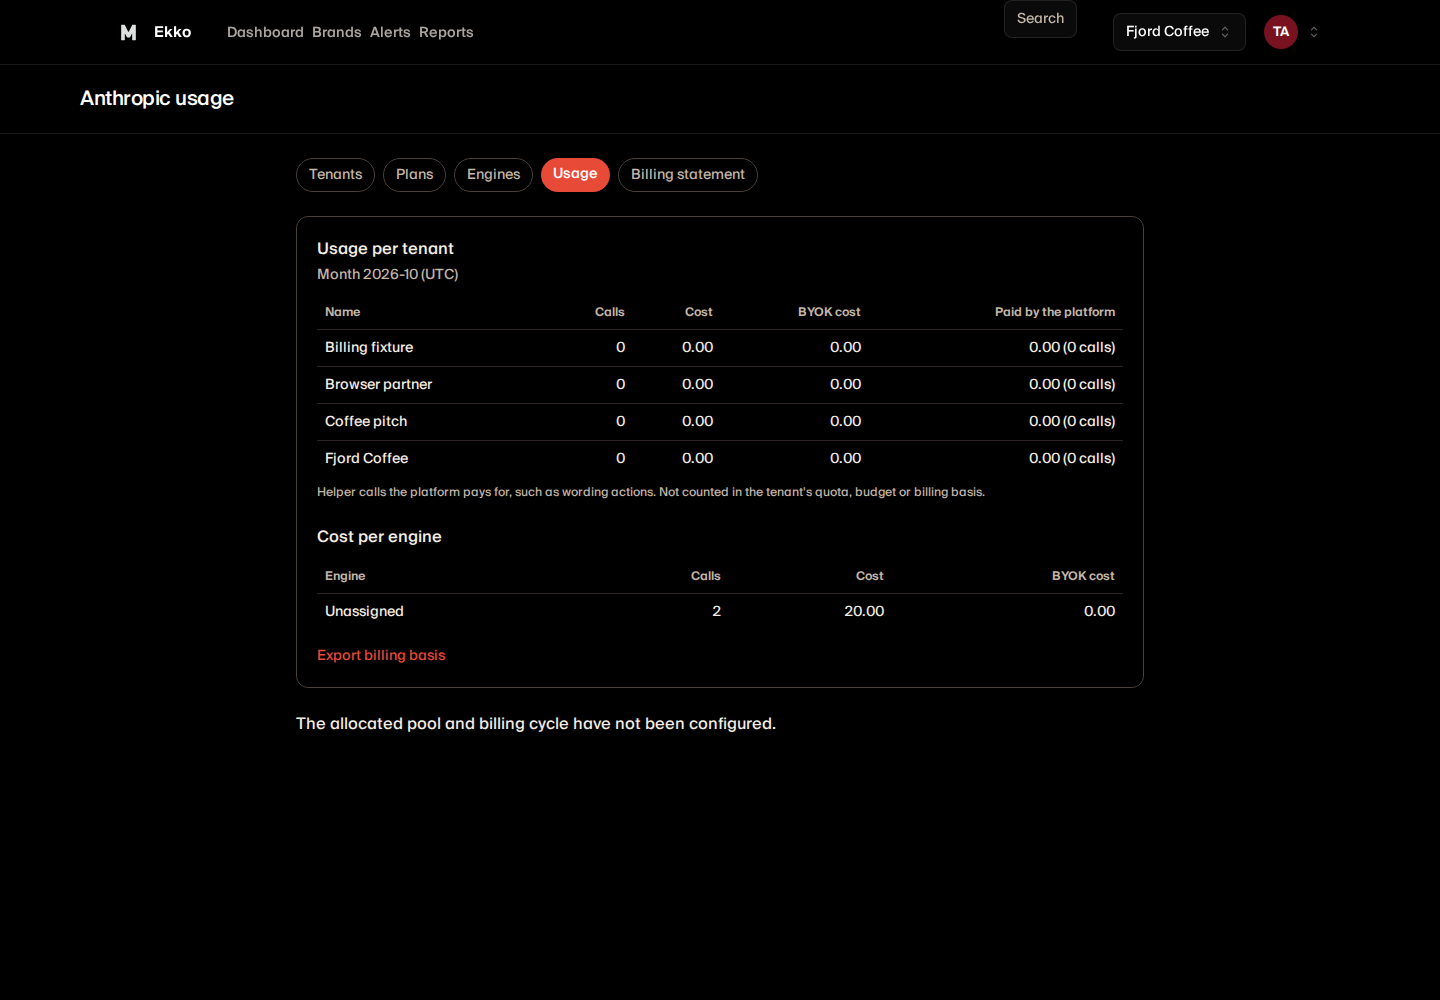 M Ekko Dashboard Brands Alerts Reports Search Fjord Coffee TA
Anthropic usage
Tenants Plans Engines Usage Billing statement
Usage per tenant
Month 2026-10 (UTC)
Name Calls Cost BYOK cost Paid by the platform
Billing fixture 0 0.00 0.00 0.00 (0 calls)
Browser partner 0 0.00 0.00 0.00 (0 calls)
Coffee pitch 0 0.00 0.00 0.00 (0 calls)
Fjord Coffee 0 0.00 0.00 0.00 (0 calls)
Helper calls the platform pays for, such as wording actions. Not counted in the tenant's quota, budget or billing basis.
Cost per engine
Engine Calls Cost BYOK cost
Unassigned 2 20.00 0.00
Export billing basis
The allocated pool and billing cycle have not been configured.